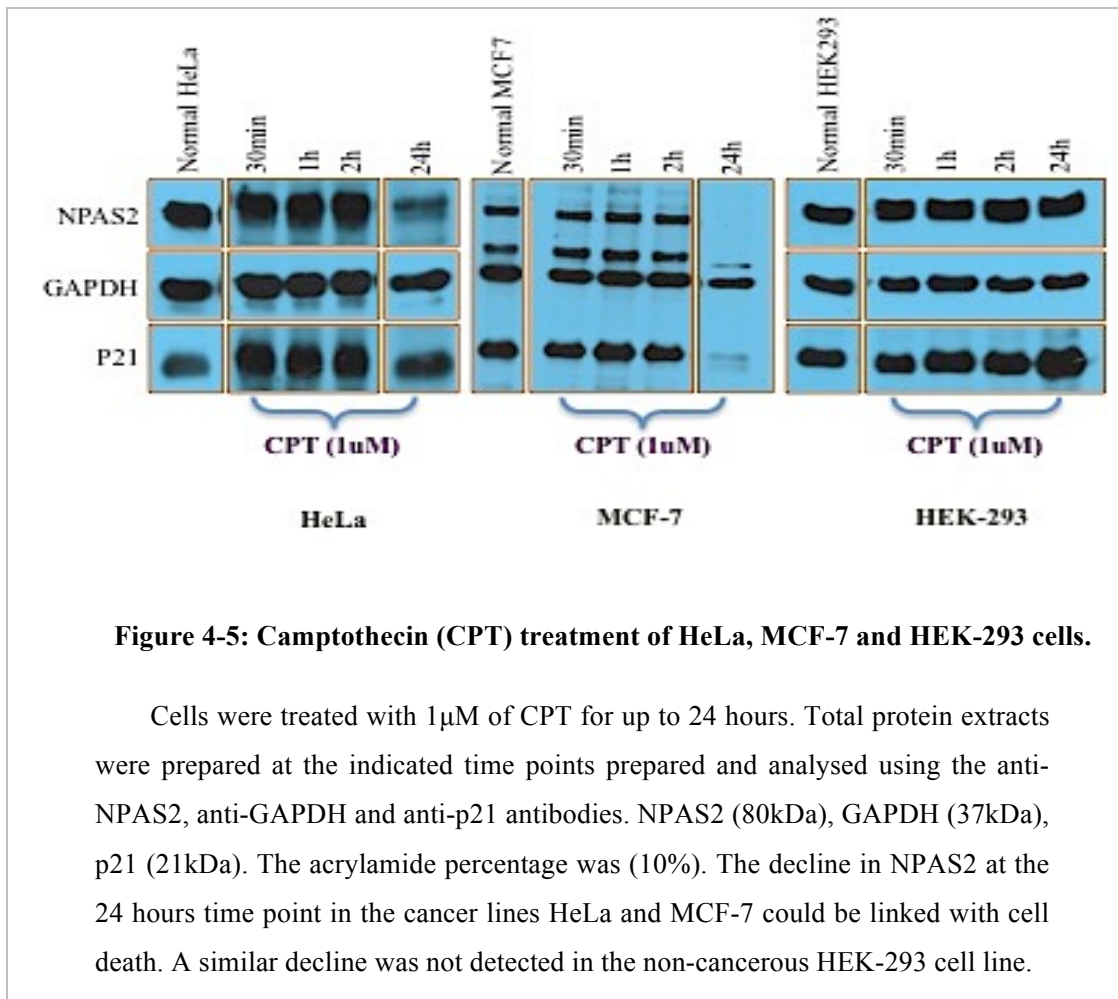 Normal HeLa
30min
1h
2h
24h
Normal MCF7
30min
1h
2h
24h
Normal HEK293
30min
1h
2h
24h
NPAS2
GAPDH
P21
CPT (1uM)
CPT (1uM)
CPT (1uM)
HeLa
MCF-7
HEK-293
Figure 4-5: Camptothecin (CPT) treatment of HeLa, MCF-7 and HEK-293 cells.
Cells were treated with 1μM of CPT for up to 24 hours. Total protein extracts
were prepared at the indicated time points prepared and analysed using the anti-
NPAS2, anti-GAPDH and anti-p21 antibodies. NPAS2 (80kDa), GAPDH (37kDa),
p21 (21kDa). The acrylamide percentage was (10%). The decline in NPAS2 at the
24 hours time point in the cancer lines HeLa and MCF-7 could be linked with cell
death. A similar decline was not detected in the non-cancerous HEK-293 cell line.